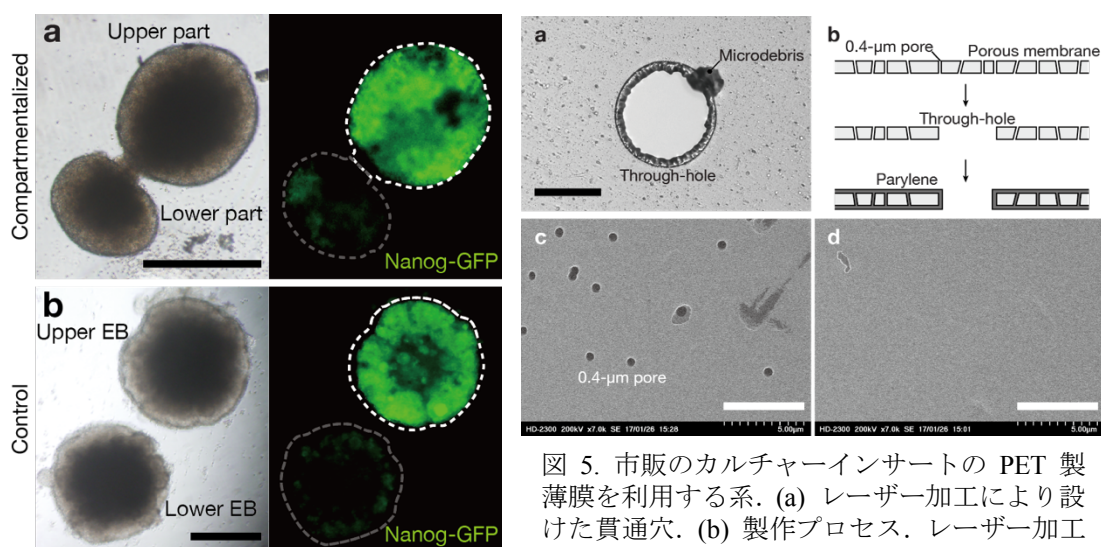 a
Upper part
Lower part
Nanog-GFP
Compartmentalized
b
Upper EB
Lower EB
Nanog-GFP
Control
a
Microdebris
Through-hole
b
0.4-μm pore
Porous membrane
Through-hole
Parylene
c
0.4-μm pore
HD-2300 200kV x7.0k SE 17/01/26 15:28
5.00μm
d
HD-2300 200kV x7.0k SE 17/01/26 15:01
5.00μm
図 5. 市販のカルチャーインサートの PET 製
薄膜を利用する系. (a) レーザー加工により設
けた貫通穴. (b) 製作プロセス. レーザー加工